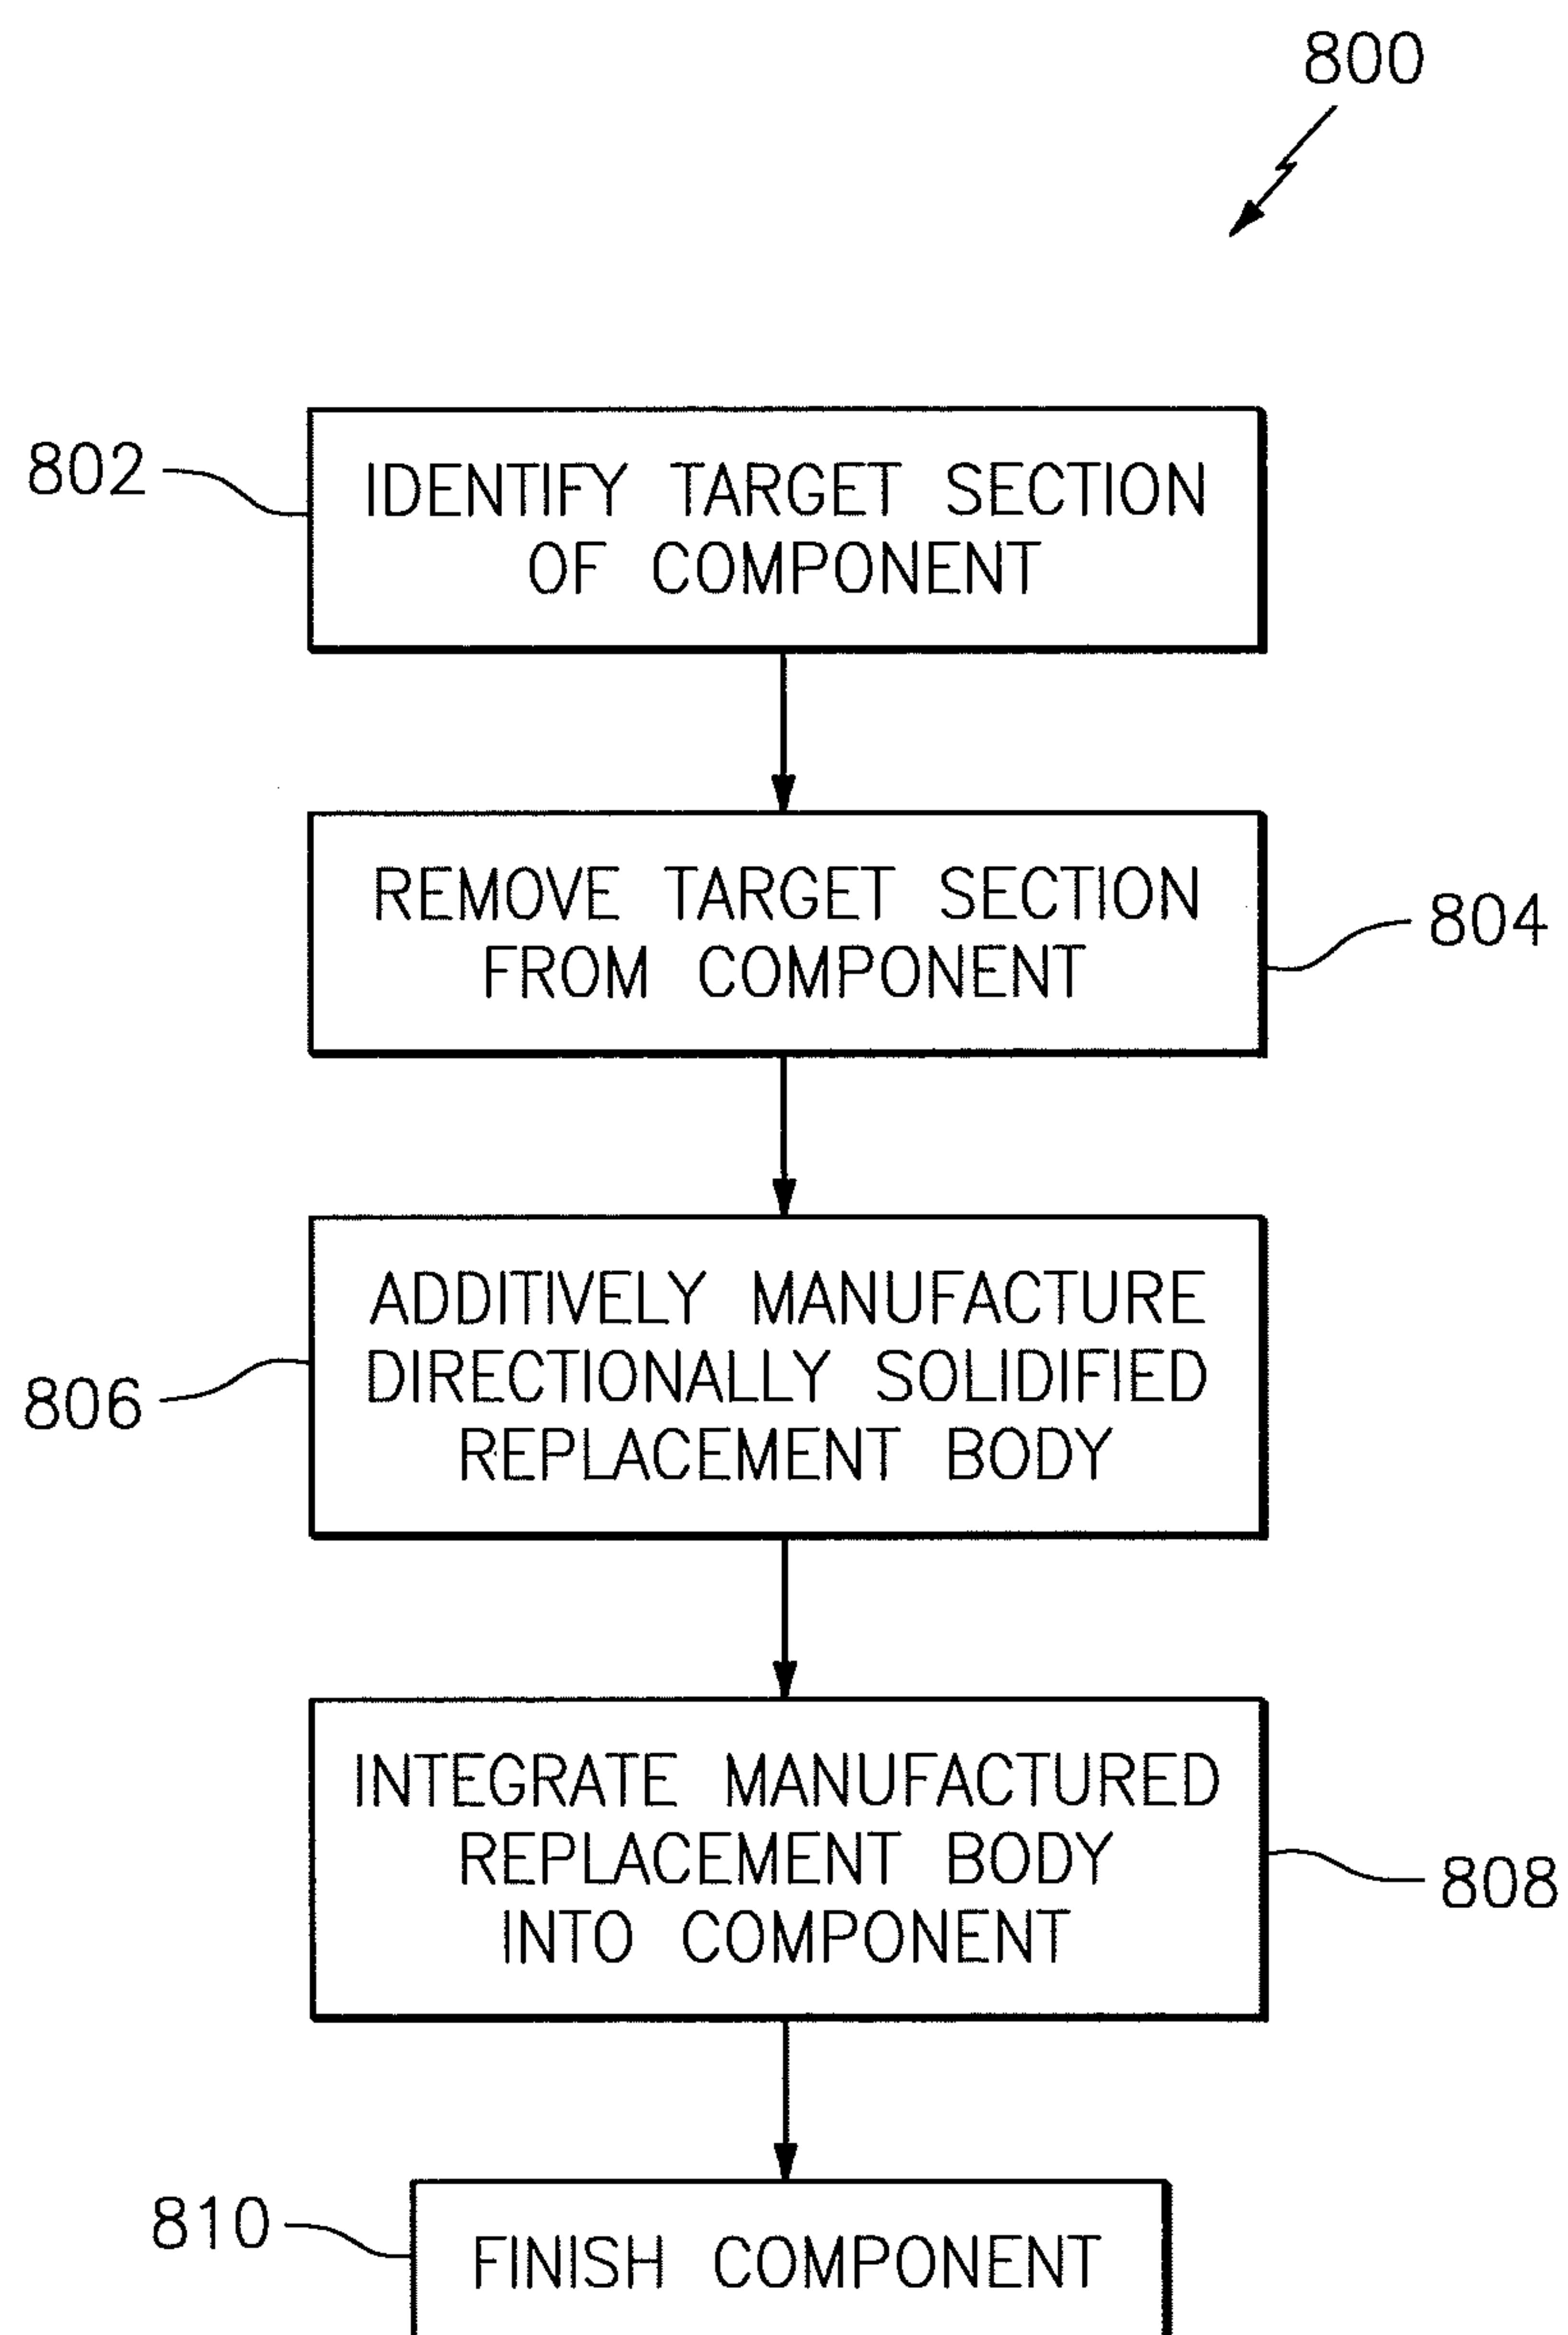 800
802
IDENTIFY TARGET SECTION
OF COMPONENT
REMOVE TARGET SECTION
FROM COMPONENT
804
ADDITIVELY MANUFACTURE
DIRECTIONALLY SOLIDIFIED
REPLACEMENT BODY
806
INTEGRATE MANUFACTURED
REPLACEMENT BODY
INTO COMPONENT
808
810
FINISH COMPONENT